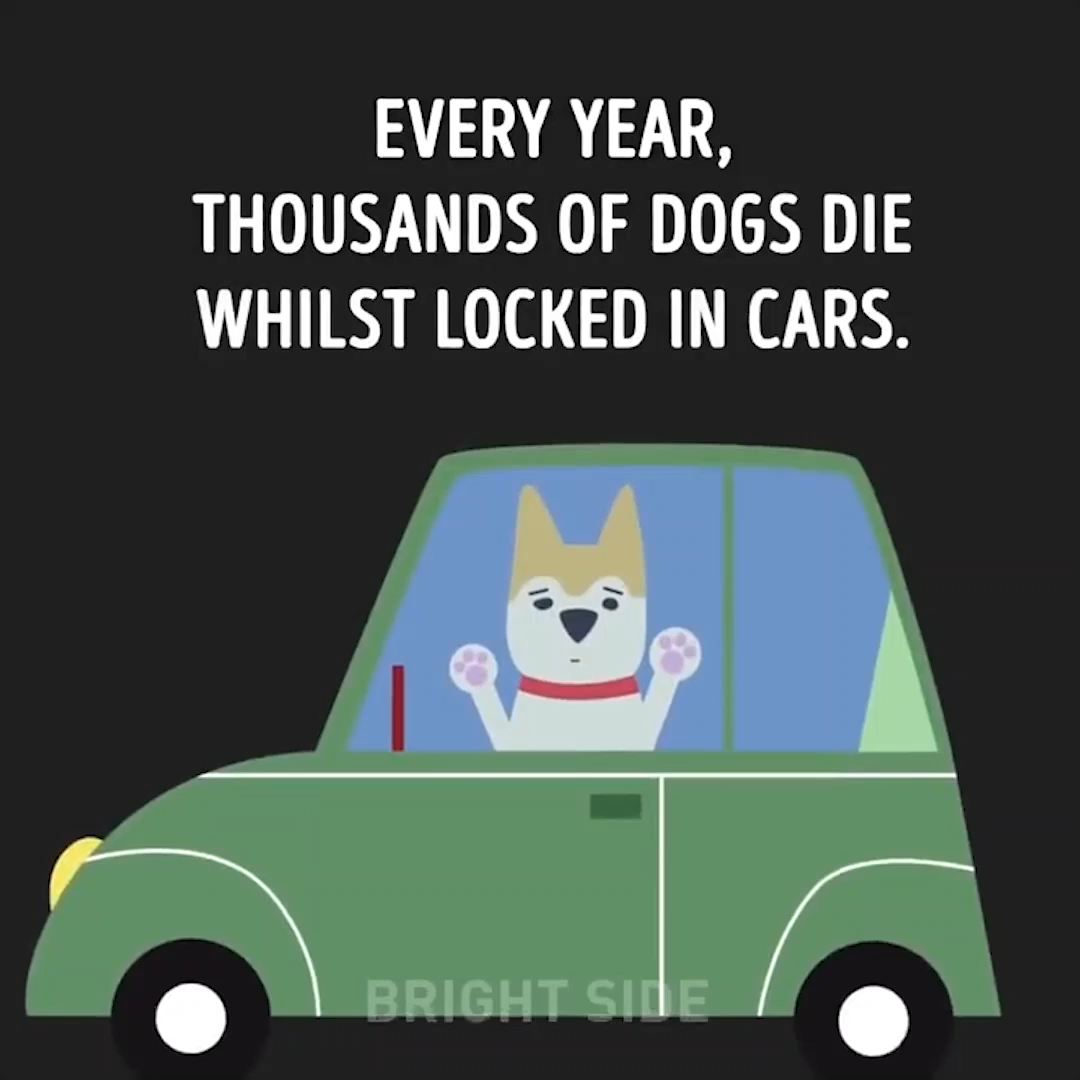 EVERY YEAR,
THOUSANDS OF DOGS DIE
WHILST LOCKED IN CARS.
BRIGHT SIDE